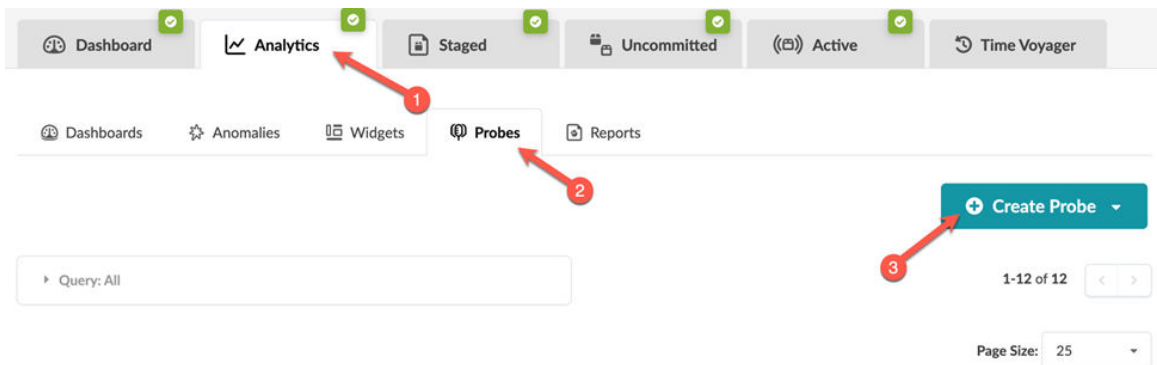 Dashboard Analytics Staged Uncommitted Active Time Voyager
1
Dashboards Anomalies Widgets Probes Reports
2
Create Probe
3
Query: All 1-12 of 12
Page Size: 25